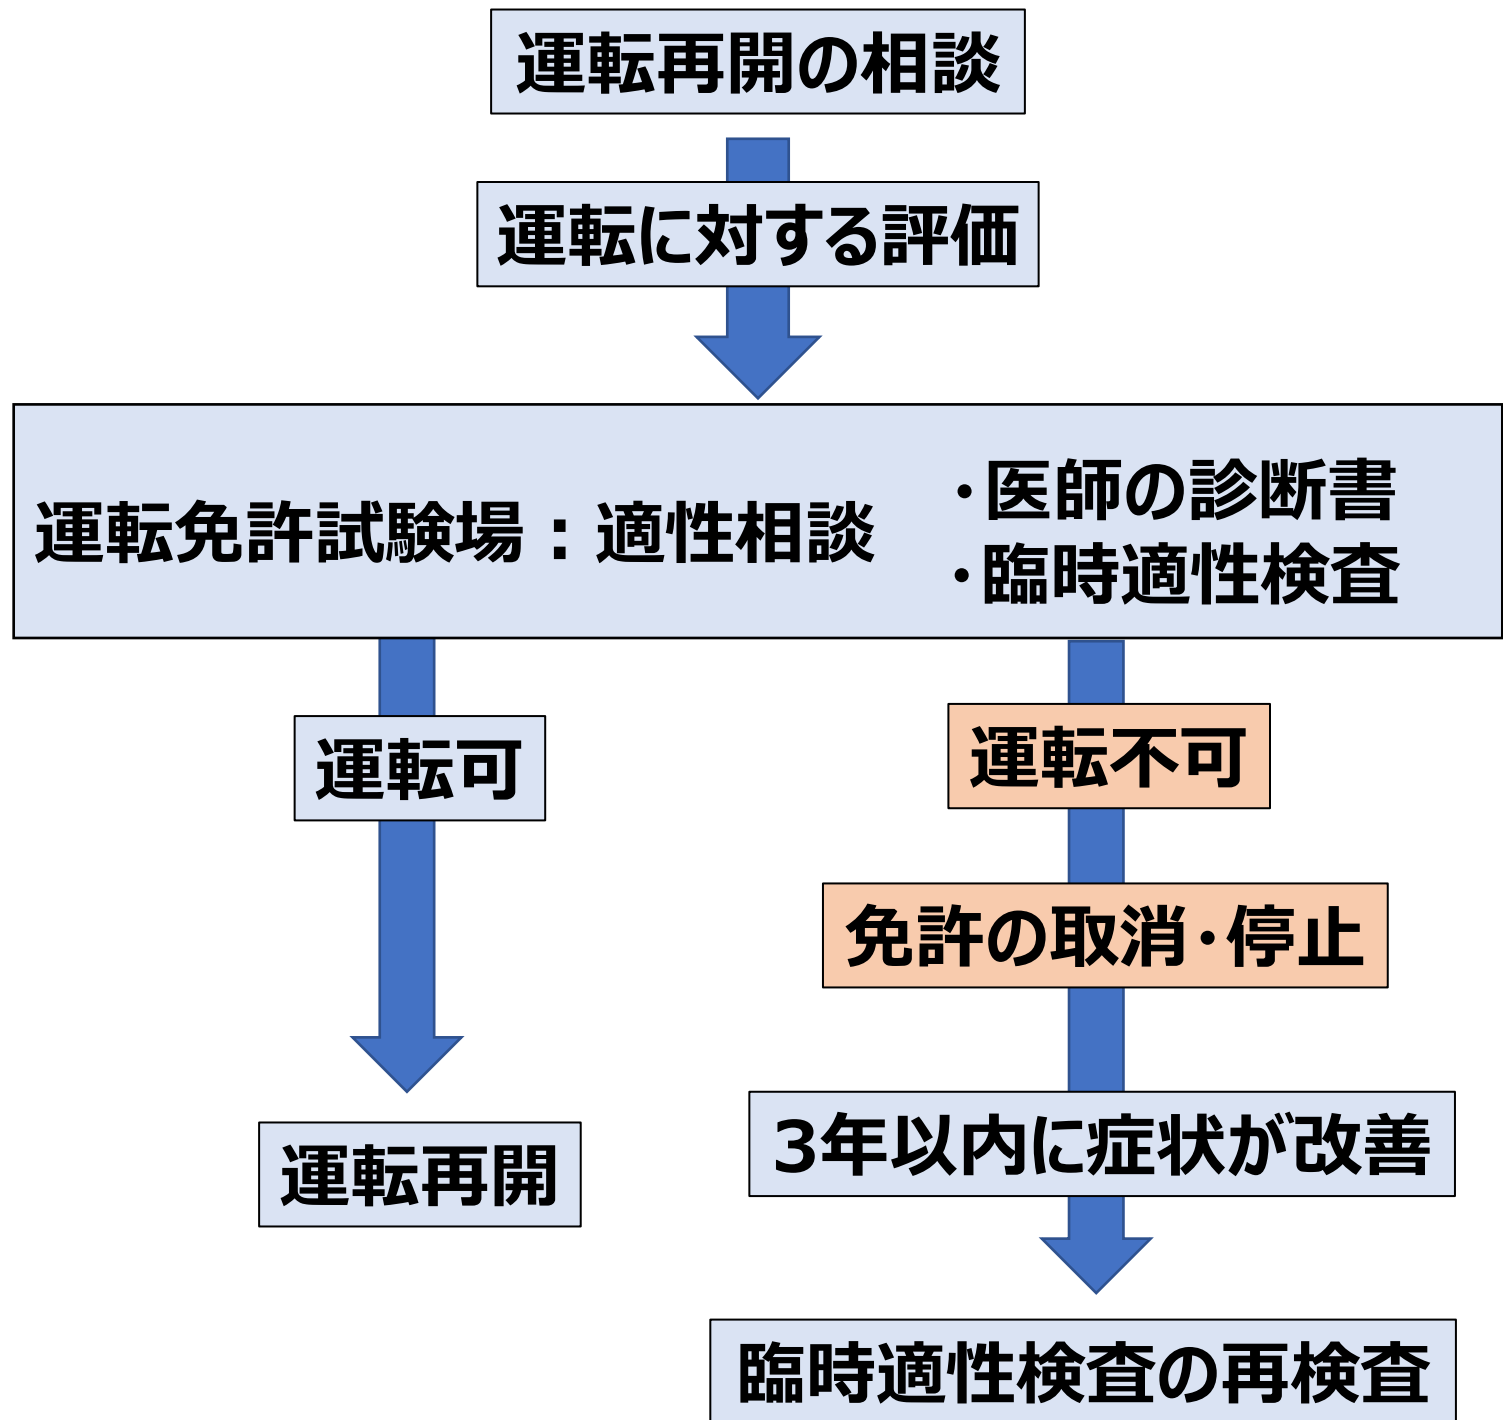 運転再開の相談
運転に対する評価
運転免許試験場：適性相談
・医師の診断書
・臨時適性検査
運転可
運転不可
免許の取消・停止
3年以内に症状が改善
運転再開
臨時適性検査の再検査